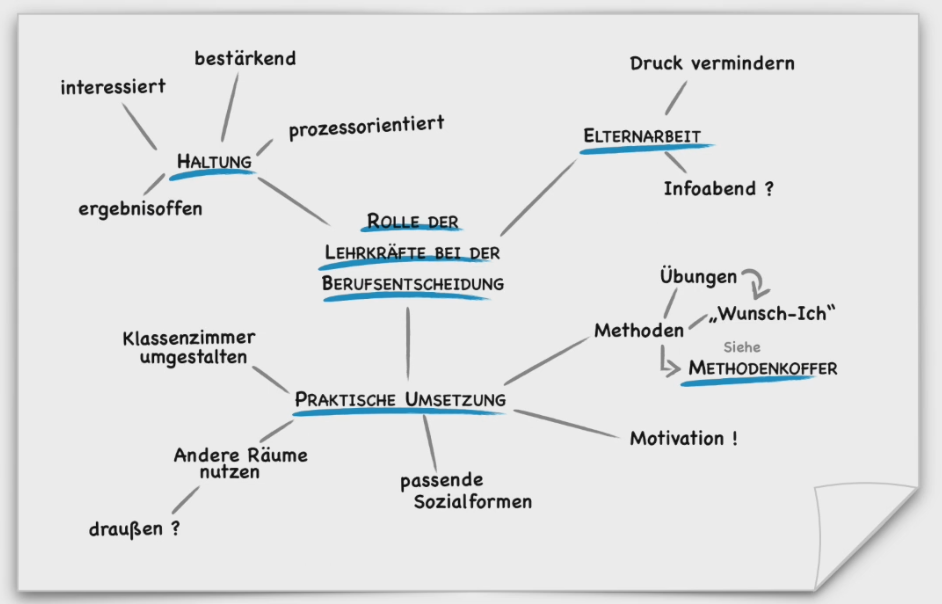 bestärkend
interessiert
prozessorientiert
HALTUNG
ergebnisoffen
Druck vermindern
ELTERNARBEIT
Infoabend ?
ROLLE DER
LEHRKRÄFTE BEI DER
BERUFSENTSCHEIDUNG
Übungen
„Wunsch-Ich“
Methoden
Siehe
METHODENKOFFER
Klassenzimmer
umgestalten
PRAKTISCHE UMSETZUNG
Motivation !
Andere Räume
nutzen
passende
Sozialformen
draußen ?